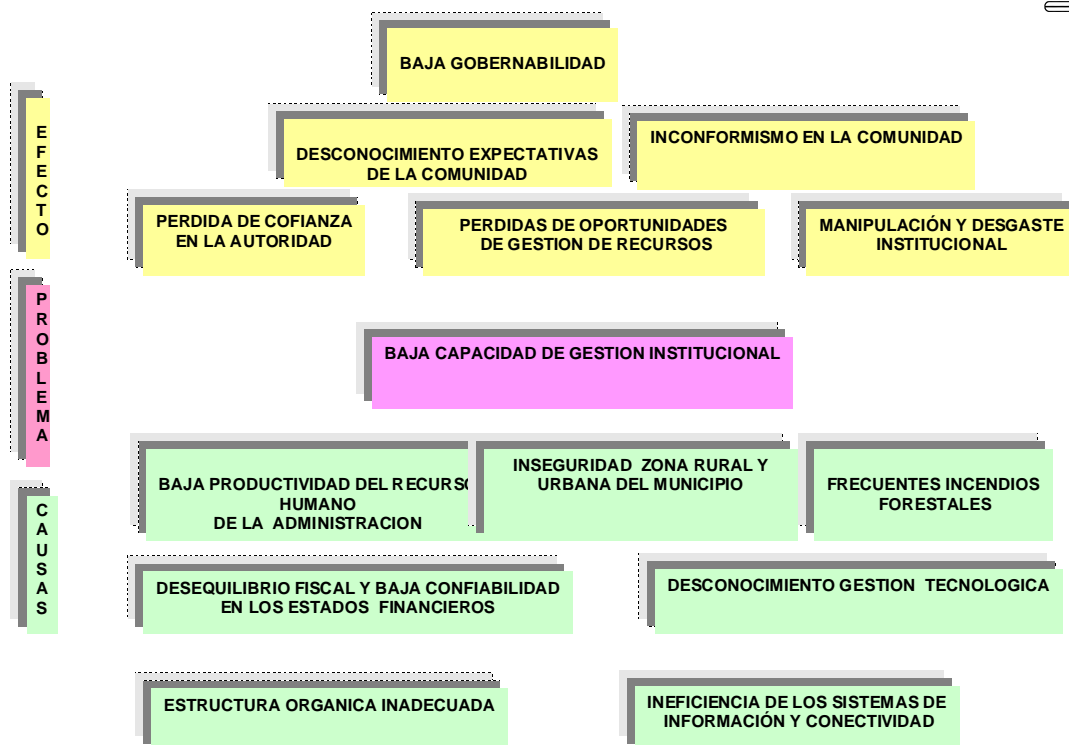 BAJA GOBERNABILIDAD
DESCONOCIMIENTO EXPECTATIVAS
DE LA COMUNIDAD
INCONFORMISMO EN LA COMUNIDAD
EFECTO
PERDIDA DE COFIANZA
EN LA AUTORIDAD
PERDIDAS DE OPORTUNIDADES
DE GESTION DE RECURSOS
MANIPULACIÓN Y DESGASTE
INSTITUCIONAL
PROBLEMA
BAJA CAPACIDAD DE GESTION INSTITUCIONAL
CAUSAS
BAJA PRODUCTIVIDAD DEL RECURSO
HUMANO
DE LA ADMINISTRACION
INSEGURIDAD ZONA RURAL Y
URBANA DEL MUNICIPIO
FRECUENTES INCENDIOS
FORESTALES
DESEQUILIBRIO FISCAL Y BAJA CONFIABILIDAD
EN LOS ESTADOS FINANCIEROS
DESCONOCIMIENTO GESTION TECNOLOGICA
ESTRUCTURA ORGANICA INADECUADA
INEFICIENCIA DE LOS SISTEMAS DE
INFORMACIÓN Y CONECTIVIDAD